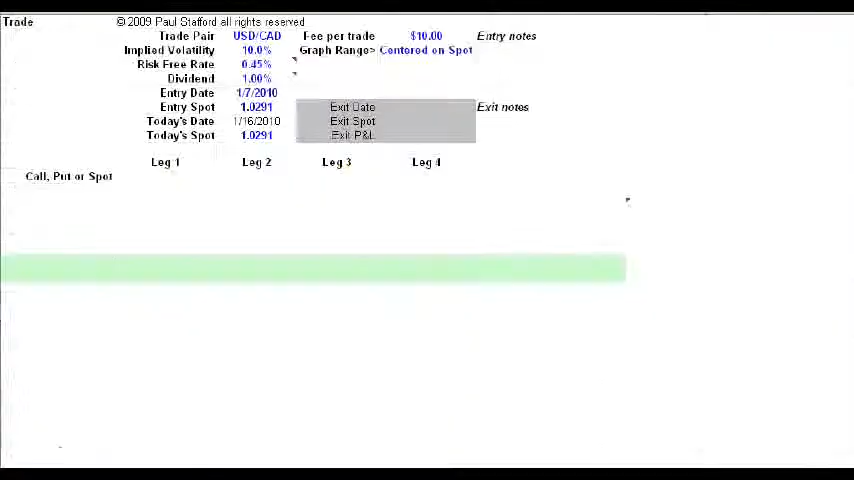 Trade © 2009 Paul Stafford all rights reserved
Trade Pair USD/CAD Fee per trade $10.00 Entry notes
Implied Volatility 10.0% Graph Range> Centered on Spot
Risk Free Rate 0.45%
Dividend 1.00%
Entry Date 1/7/2010
Entry Spot 1.0291 Exit Date Exit notes
Today's Date 1/16/2010 Exit Spot
Today's Spot 1.0291 Exit P&L
Leg 1 Leg 2 Leg 3 Leg 4
Call, Put or Spot